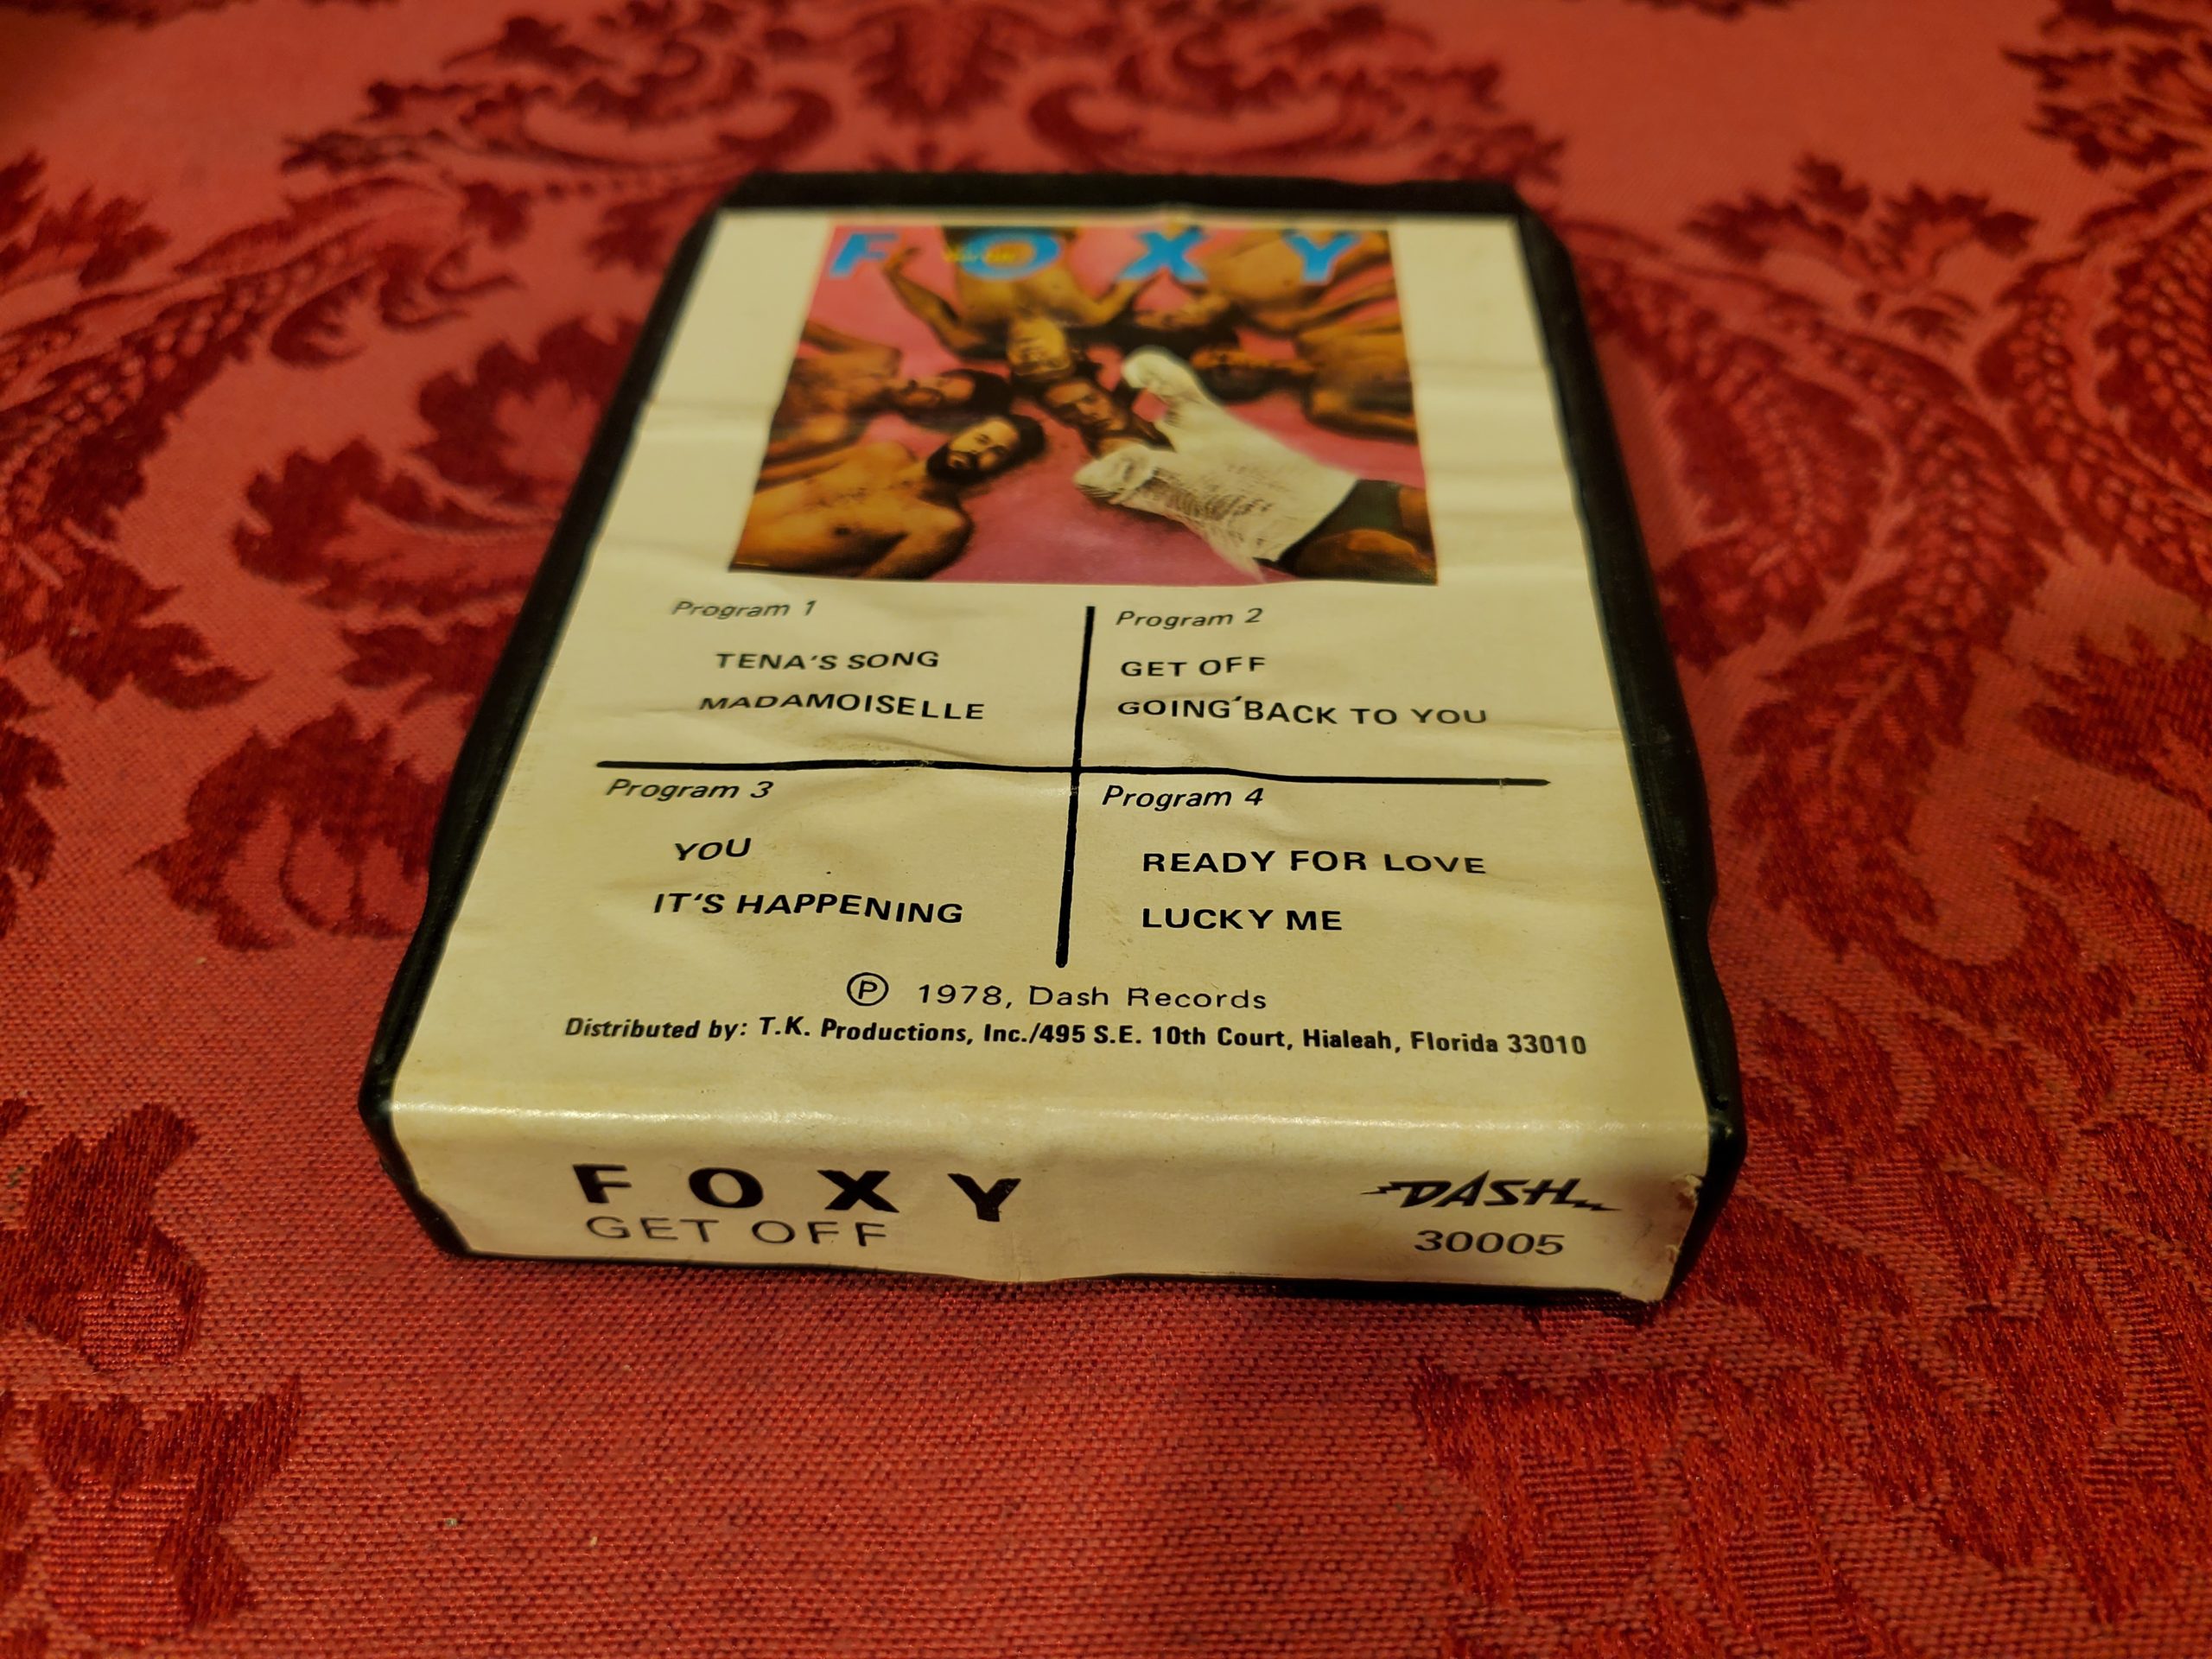 FOXY
Program 1
TENA'S SONG
MADAMOISELLE
Program 2
GET OFF
GOING BACK TO YOU
Program 3
YOU
IT'S HAPPENING
Program 4
READY FOR LOVE
LUCKY ME
Ⓟ 1978, Dash Records
Distributed by: T.K. Productions, Inc./495 S.E. 10th Court, Hialeah, Florida 33010
FOXY
GET OFF
DASH
30005